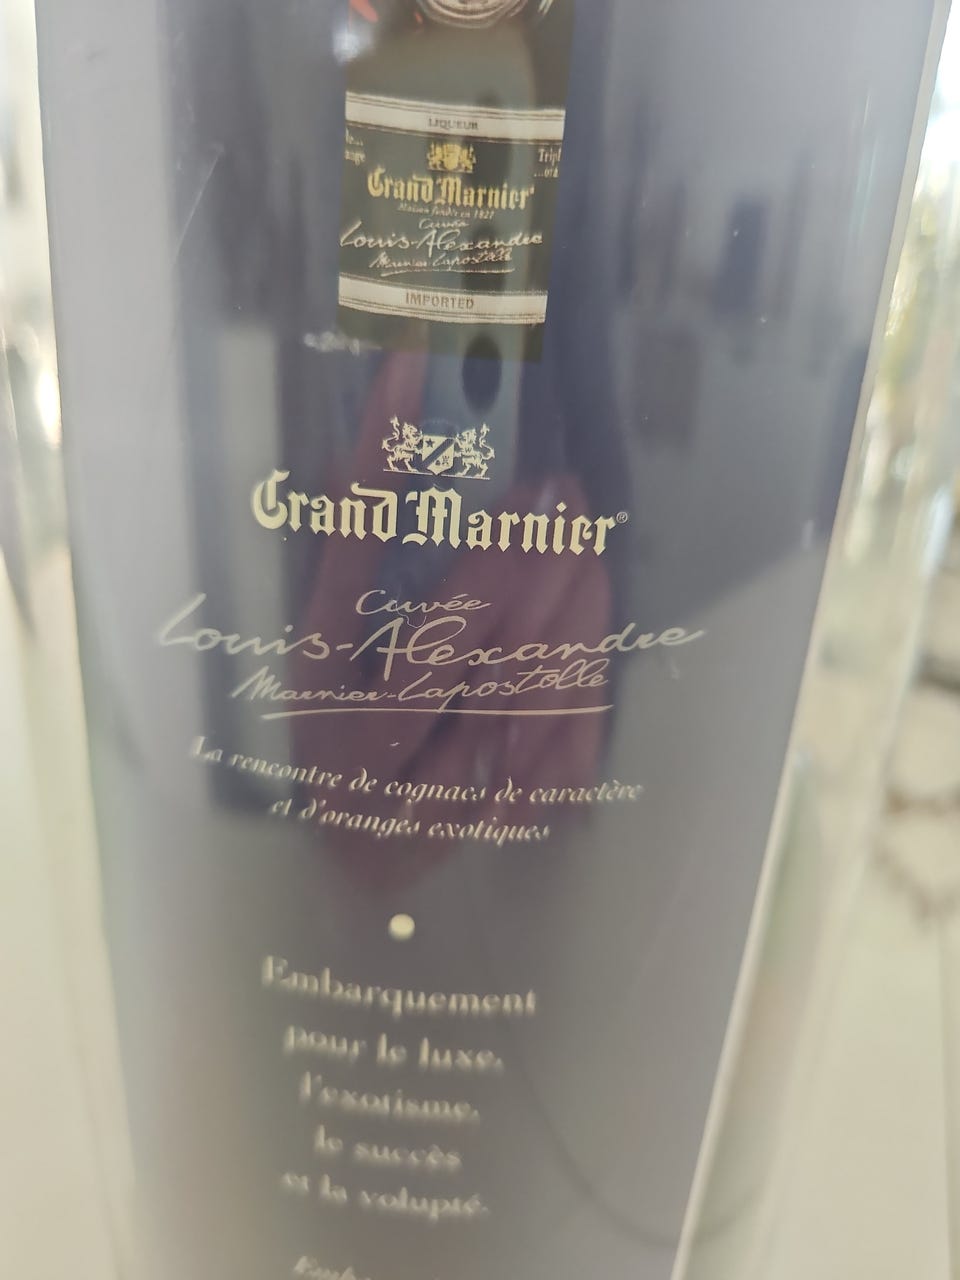 LIQUEUR
Grand Marnier
Maison fondée en 1827
Cuvée
Louis-Alexandre
Marnier-Lapostolle
IMPORTED
Grand Marnier®
Cuvée
Louis-Alexandre
Marnier-Lapostolle
La rencontre de cognacs de caractère
et d'oranges exotiques
Embarquement
pour le luxe,
l'exotisme,
le succès
et la volupté.